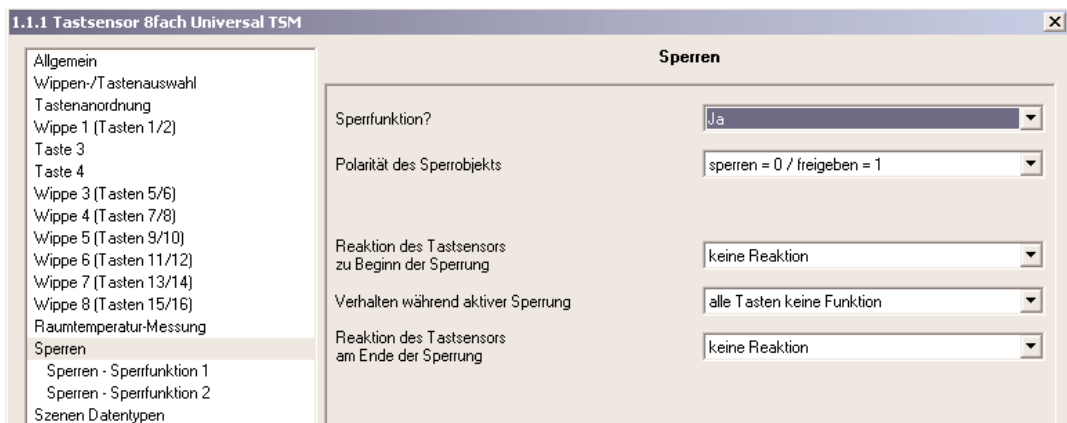 1.1.1 Tastsensor 8fach Universal TSM
Allgemein
Wippen-/Tastenauswahl
Tastenanordnung
Wippe 1 (Tasten 1/2)
Taste 3
Taste 4
Wippe 3 (Tasten 5/6)
Wippe 4 (Tasten 7/8)
Wippe 5 (Tasten 9/10)
Wippe 6 (Tasten 11/12)
Wippe 7 (Tasten 13/14)
Wippe 8 (Tasten 15/16)
Raumtemperatur-Messung
Sperren
Sperren - Sperrfunktion 1
Sperren - Sperrfunktion 2
Szenen Datentypen
Sperren
Sperrfunktion?
Ja
Polarität des Sperrobjekts
sperren = 0 / freigeben = 1
Reaktion des Tastsensors
zu Beginn der Sperrung
keine Reaktion
Verhalten während aktiver Sperrung
alle Tasten keine Funktion
Reaktion des Tastsensors
am Ende der Sperrung
keine Reaktion